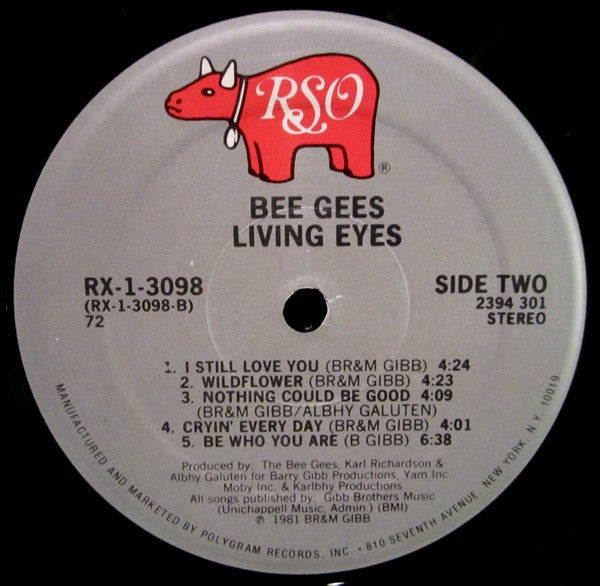 RSO
®
BEE GEES
LIVING EYES
RX-1-3098
(RX-1-3098-B)
72
SIDE TWO
2394 301
STEREO
1. I STILL LOVE YOU (BR&M GIBB) 4:24
2. WILDFLOWER (BR&M GIBB) 4:23
3. NOTHING COULD BE GOOD 4:09
(BR&M GIBB/ALBHY GALUTEN)
4. CRYIN' EVERY DAY (BR&M GIBB) 4:01
5. BE WHO YOU ARE (B GIBB) 6:38
Produced by: The Bee Gees, Karl Richardson &
Albhy Galuten for Barry Gibb Productions, Yam Inc.
Moby Inc. & Karlbhy Productions
All songs published by: Gibb Brothers Music
(Unichappell Music, Admin.) (BMI)
℗ 1981 BR&M GIBB
MANUFACTURED AND MARKETED BY POLYGRAM RECORDS, INC • 810 SEVENTH AVENUE, NEW YORK, N.Y. 10019